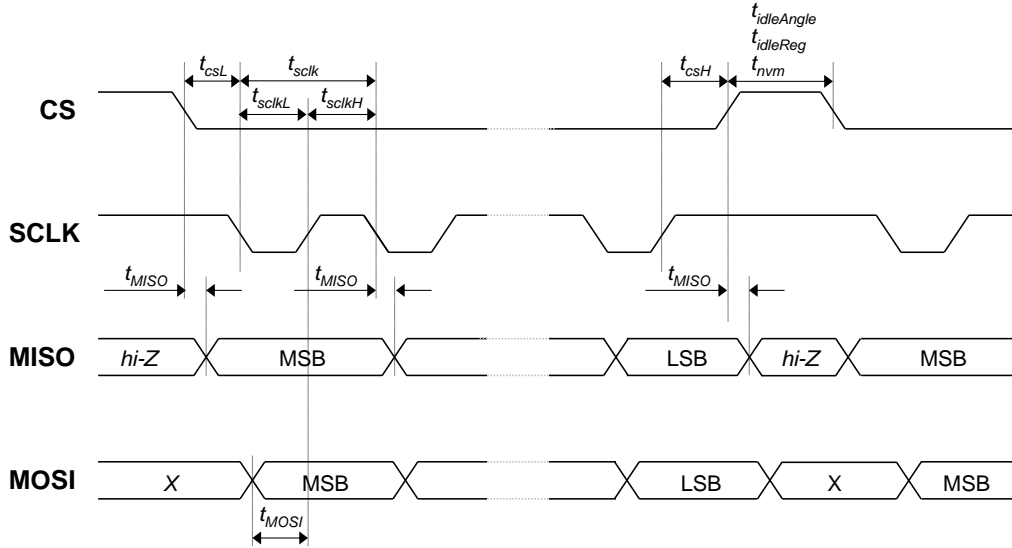 t_idleAngle
t_idleReg
t_csL t_sclk t_csH t_nvm
t_sclkL t_sclkH
CS
SCLK
t_MISO t_MISO t_MISO
MISO hi-Z MSB LSB hi-Z MSB
MOSI X MSB LSB X MSB
t_MOSI